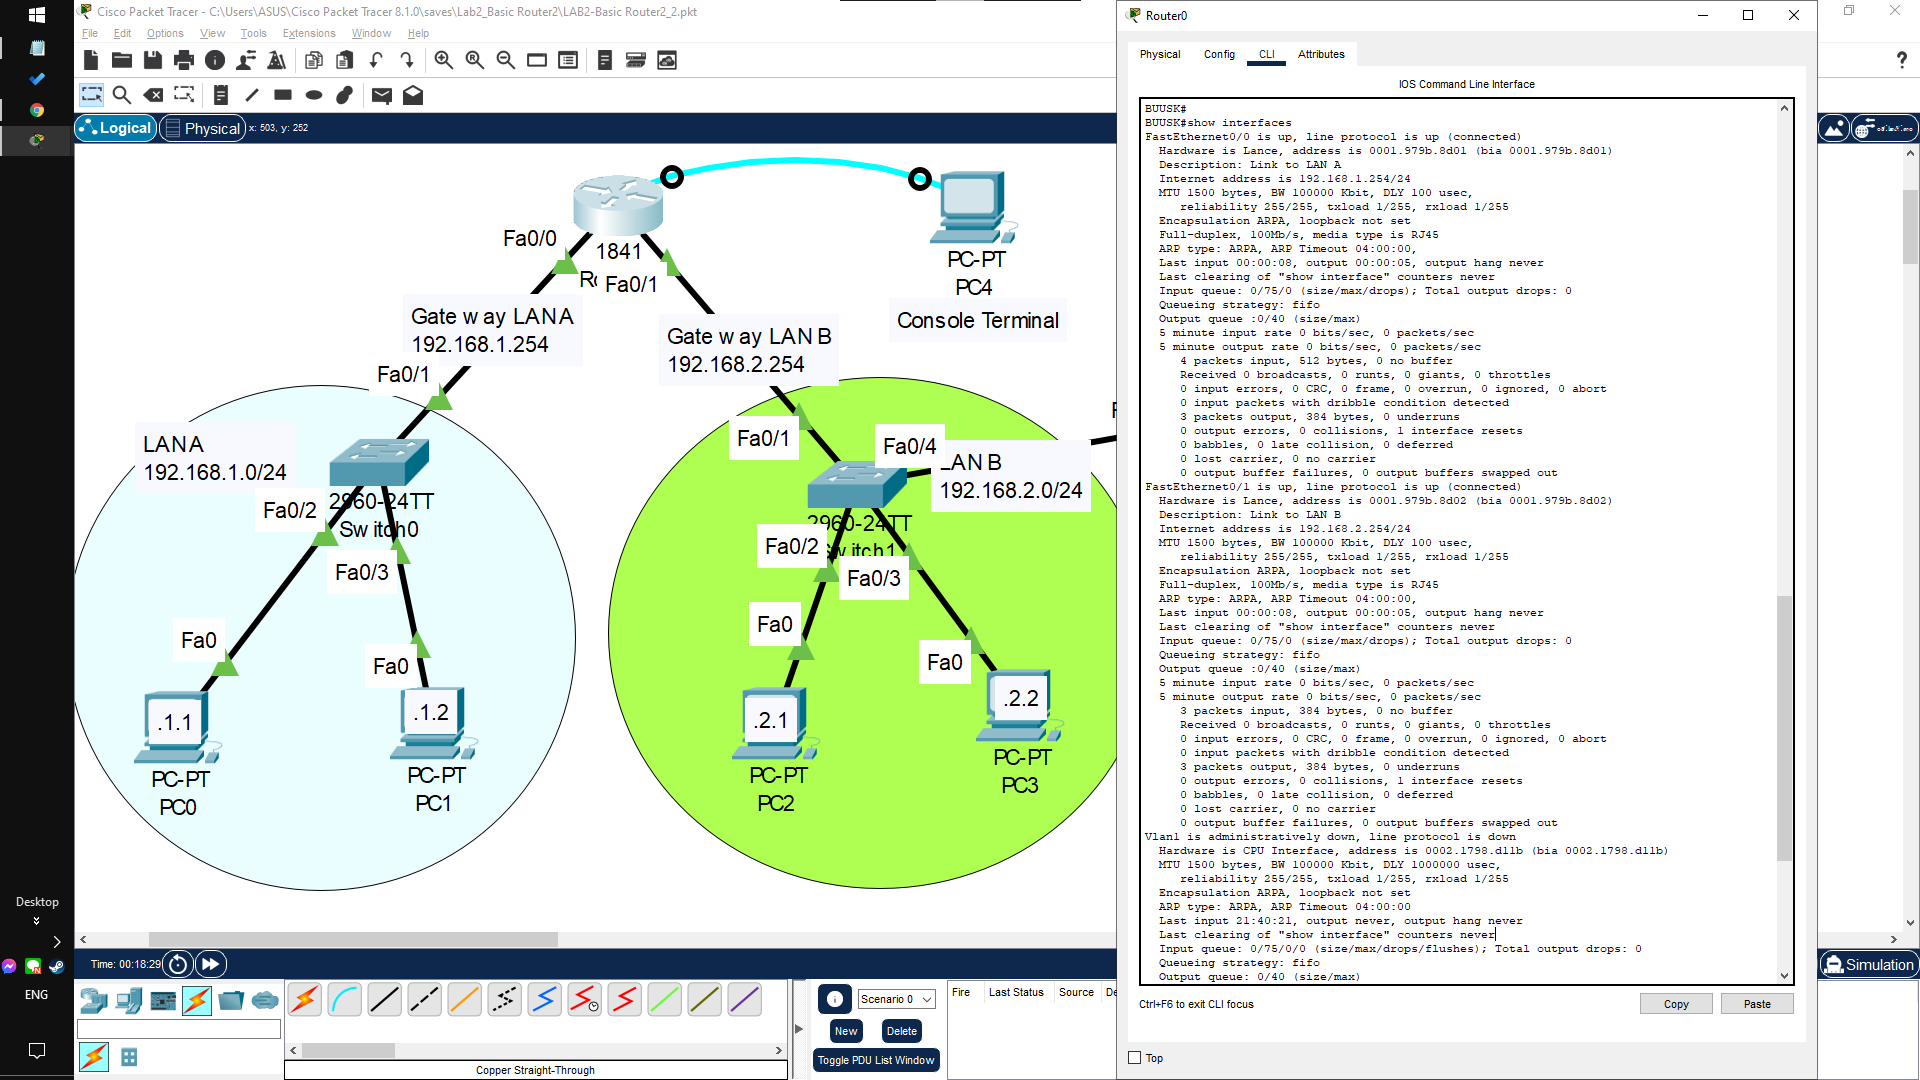 Cisco Packet Tracer - C:\Users\ASUS\Cisco Packet Tracer 8.1.0\saves\Lab2_Basic Router2\LAB2-Basic Router2_2.pkt
File Edit Options View Tools Extensions Window Help
Logical Physical x: 503, y: 252
Fa0/0
1841
Fa0/1
PC-PT
PC4
Console Terminal
Gate way LAN A
192.168.1.254
Gate way LAN B
192.168.2.254
Fa0/1
LAN A
192.168.1.0/24
Fa0/2
2960-24TT
Switch0
Fa0/3
Fa0/1
Fa0/4
LAN B
192.168.2.0/24
2960-24TT
Switch1
Fa0/2
Fa0/3
Fa0
Fa0
Fa0
Fa0
.1.1
.1.2
.2.1
.2.2
PC-PT
PC0
PC-PT
PC1
PC-PT
PC2
PC-PT
PC3
Desktop
ENG
Time: 00:18:29
Scenario 0
New Delete
Toggle PDU List Window
Fire Last Status Source De
Copper Straight-Through
Simulation
Router0
Physical Config CLI Attributes
IOS Command Line Interface
BUUSK#
BUUSK#show interfaces
FastEthernet0/0 is up, line protocol is up (connected)
Hardware is Lance, address is 0001.979b.8d01 (bia 0001.979b.8d01)
Description: Link to LAN A
Internet address is 192.168.1.254/24
MTU 1500 bytes, BW 100000 Kbit, DLY 100 usec,
reliability 255/255, txload 1/255, rxload 1/255
Encapsulation ARPA, loopback not set
Full-duplex, 100Mb/s, media type is RJ45
ARP type: ARPA, ARP Timeout 04:00:00,
Last input 00:00:08, output 00:00:05, output hang never
Last clearing of "show interface" counters never
Input queue: 0/75/0 (size/max/drops); Total output drops: 0
Queueing strategy: fifo
Output queue :0/40 (size/max)
5 minute input rate 0 bits/sec, 0 packets/sec
5 minute output rate 0 bits/sec, 0 packets/sec
4 packets input, 512 bytes, 0 no buffer
Received 0 broadcasts, 0 runts, 0 giants, 0 throttles
0 input errors, 0 CRC, 0 frame, 0 overrun, 0 ignored, 0 abort
0 input packets with dribble condition detected
3 packets output, 384 bytes, 0 underruns
0 output errors, 0 collisions, 1 interface resets
0 babbles, 0 late collision, 0 deferred
0 lost carrier, 0 no carrier
0 output buffer failures, 0 output buffers swapped out
FastEthernet0/1 is up, line protocol is up (connected)
Hardware is Lance, address is 0001.979b.8d02 (bia 0001.979b.8d02)
Description: Link to LAN B
Internet address is 192.168.2.254/24
MTU 1500 bytes, BW 100000 Kbit, DLY 100 usec,
reliability 255/255, txload 1/255, rxload 1/255
Encapsulation ARPA, loopback not set
Full-duplex, 100Mb/s, media type is RJ45
ARP type: ARPA, ARP Timeout 04:00:00,
Last input 00:00:08, output 00:00:05, output hang never
Last clearing of "show interface" counters never
Input queue: 0/75/0 (size/max/drops); Total output drops: 0
Queueing strategy: fifo
Output queue :0/40 (size/max)
5 minute input rate 0 bits/sec, 0 packets/sec
5 minute output rate 0 bits/sec, 0 packets/sec
3 packets input, 384 bytes, 0 no buffer
Received 0 broadcasts, 0 runts, 0 giants, 0 throttles
0 input errors, 0 CRC, 0 frame, 0 overrun, 0 ignored, 0 abort
0 input packets with dribble condition detected
3 packets output, 384 bytes, 0 underruns
0 output errors, 0 collisions, 1 interface resets
0 babbles, 0 late collision, 0 deferred
0 lost carrier, 0 no carrier
0 output buffer failures, 0 output buffers swapped out
Vlan1 is administratively down, line protocol is down
Hardware is CPU Interface, address is 0002.1798.d11b (bia 0002.1798.d11b)
MTU 1500 bytes, BW 100000 Kbit, DLY 1000000 usec,
reliability 255/255, txload 1/255, rxload 1/255
Encapsulation ARPA, loopback not set
ARP type: ARPA, ARP Timeout 04:00:00
Last input 21:40:21, output never, output hang never
Last clearing of "show interface" counters never
Input queue: 0/75/0/0 (size/max/drops/flushes); Total output drops: 0
Queueing strategy: fifo
Output queue: 0/40 (size/max)
Ctrl+F6 to exit CLI focus
Copy Paste
Top